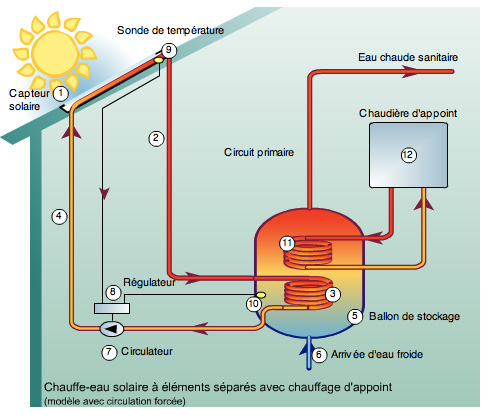 Sonde de température
9
Capteur
solaire
1
Eau chaude sanitaire
Chaudière d'appoint
12
2
Circuit primaire
4
11
Régulateur
8
3
10
5
Ballon de stockage
7
Circulateur
6
Arrivée d'eau froide
Chauffe-eau solaire à éléments séparés avec chauffage d'appoint
(modèle avec circulation forcée)